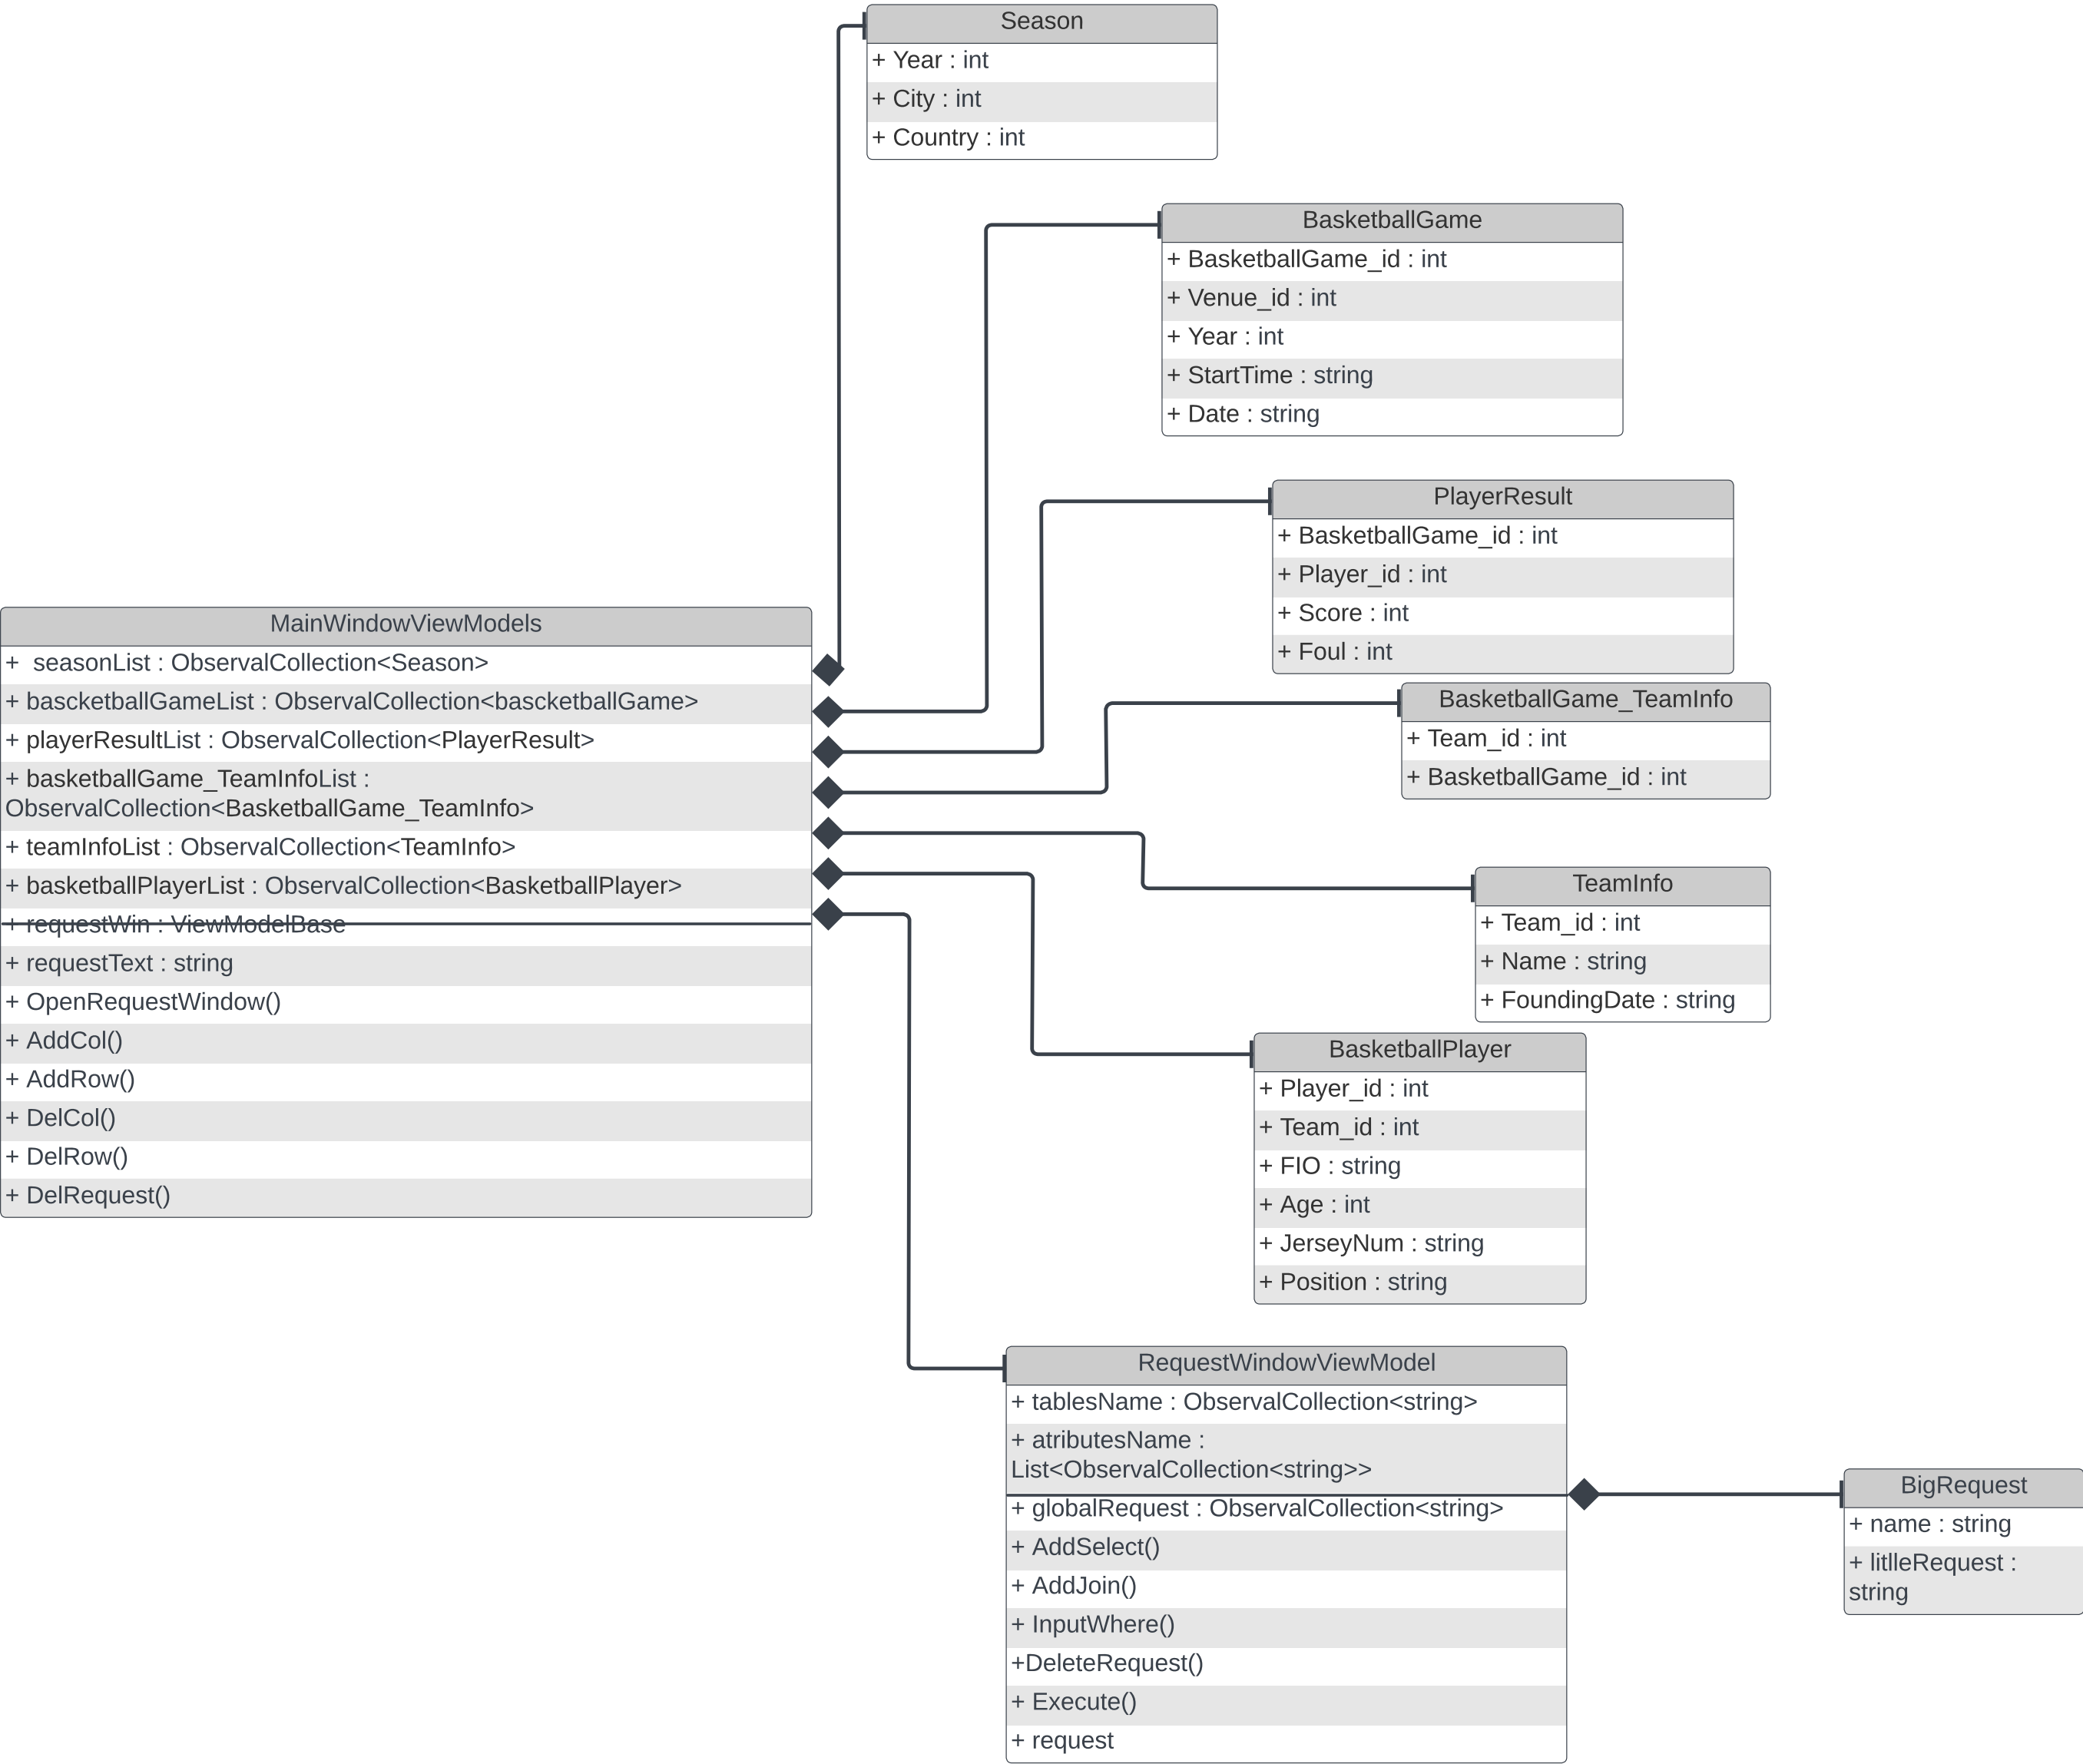 Season
+ Year : int
+ City : int
+ Country : int
BasketballGame
+ BasketballGame_id : int
+ Venue_id : int
+ Year : int
+ StartTime : string
+ Date : string
PlayerResult
+ BasketballGame_id : int
+ Player_id : int
+ Score : int
+ Foul : int
MainWindowViewModels
+  seasonList : ObservalCollection<Season>
+ bascketballGameList : ObservalCollection<bascketballGame>
+ playerResultList : ObservalCollection<PlayerResult>
+ basketballGame_TeamInfoList :
ObservalCollection<BasketballGame_TeamInfo>
+ teamInfoList : ObservalCollection<TeamInfo>
+ basketballPlayerList : ObservalCollection<BasketballPlayer>
+ requestWin : ViewModelBase
+ requestText : string
+ OpenRequestWindow()
+ AddCol()
+ AddRow()
+ DelCol()
+ DelRow()
+ DelRequest()
BasketballGame_TeamInfo
+ Team_id : int
+ BasketballGame_id : int
TeamInfo
+ Team_id : int
+ Name : string
+ FoundingDate : string
BasketballPlayer
+ Player_id : int
+ Team_id : int
+ FIO : string
+ Age : int
+ JerseyNum : string
+ Position : string
RequestWindowViewModel
+ tablesName : ObservalCollection<string>
+ atributesName :
List<ObservalCollection<string>>
+ globalRequest : ObservalCollection<string>
+ AddSelect()
+ AddJoin()
+ InputWhere()
+DeleteRequest()
+ Execute()
+ request
BigRequest
+ name : string
+ litlleRequest :
string